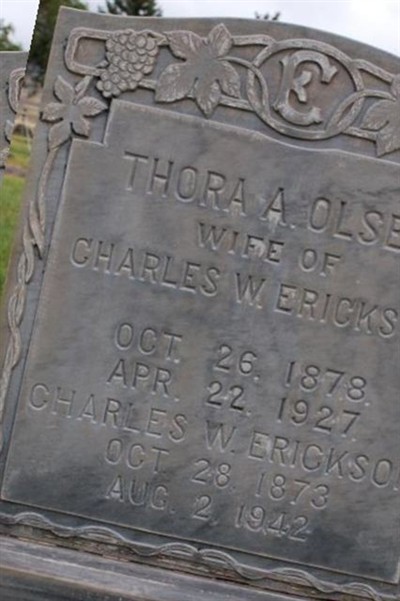 E
THORA A. OLSE
WIFE OF
CHARLES W. ERICKS
OCT. 26. 1878.
APR. 22. 1927.
CHARLES W. ERICKSO
OCT. 28. 1873
AUG. 2, 1942